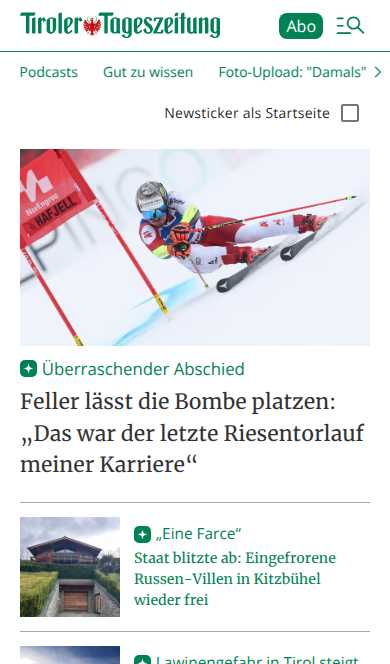 Tiroler Tageszeitung
Abo
Podcasts Gut zu wissen Foto-Upload: "Damals"
Newsticker als Startseite
NorEngros
HAFJELL
Überraschender Abschied
Feller lässt die Bombe platzen:
„Das war der letzte Riesentorlauf
meiner Karriere“
„Eine Farce“
Staat blitzte ab: Eingefrorene
Russen-Villen in Kitzbühel
wieder frei
Lawinengefahr in Tirol steigt